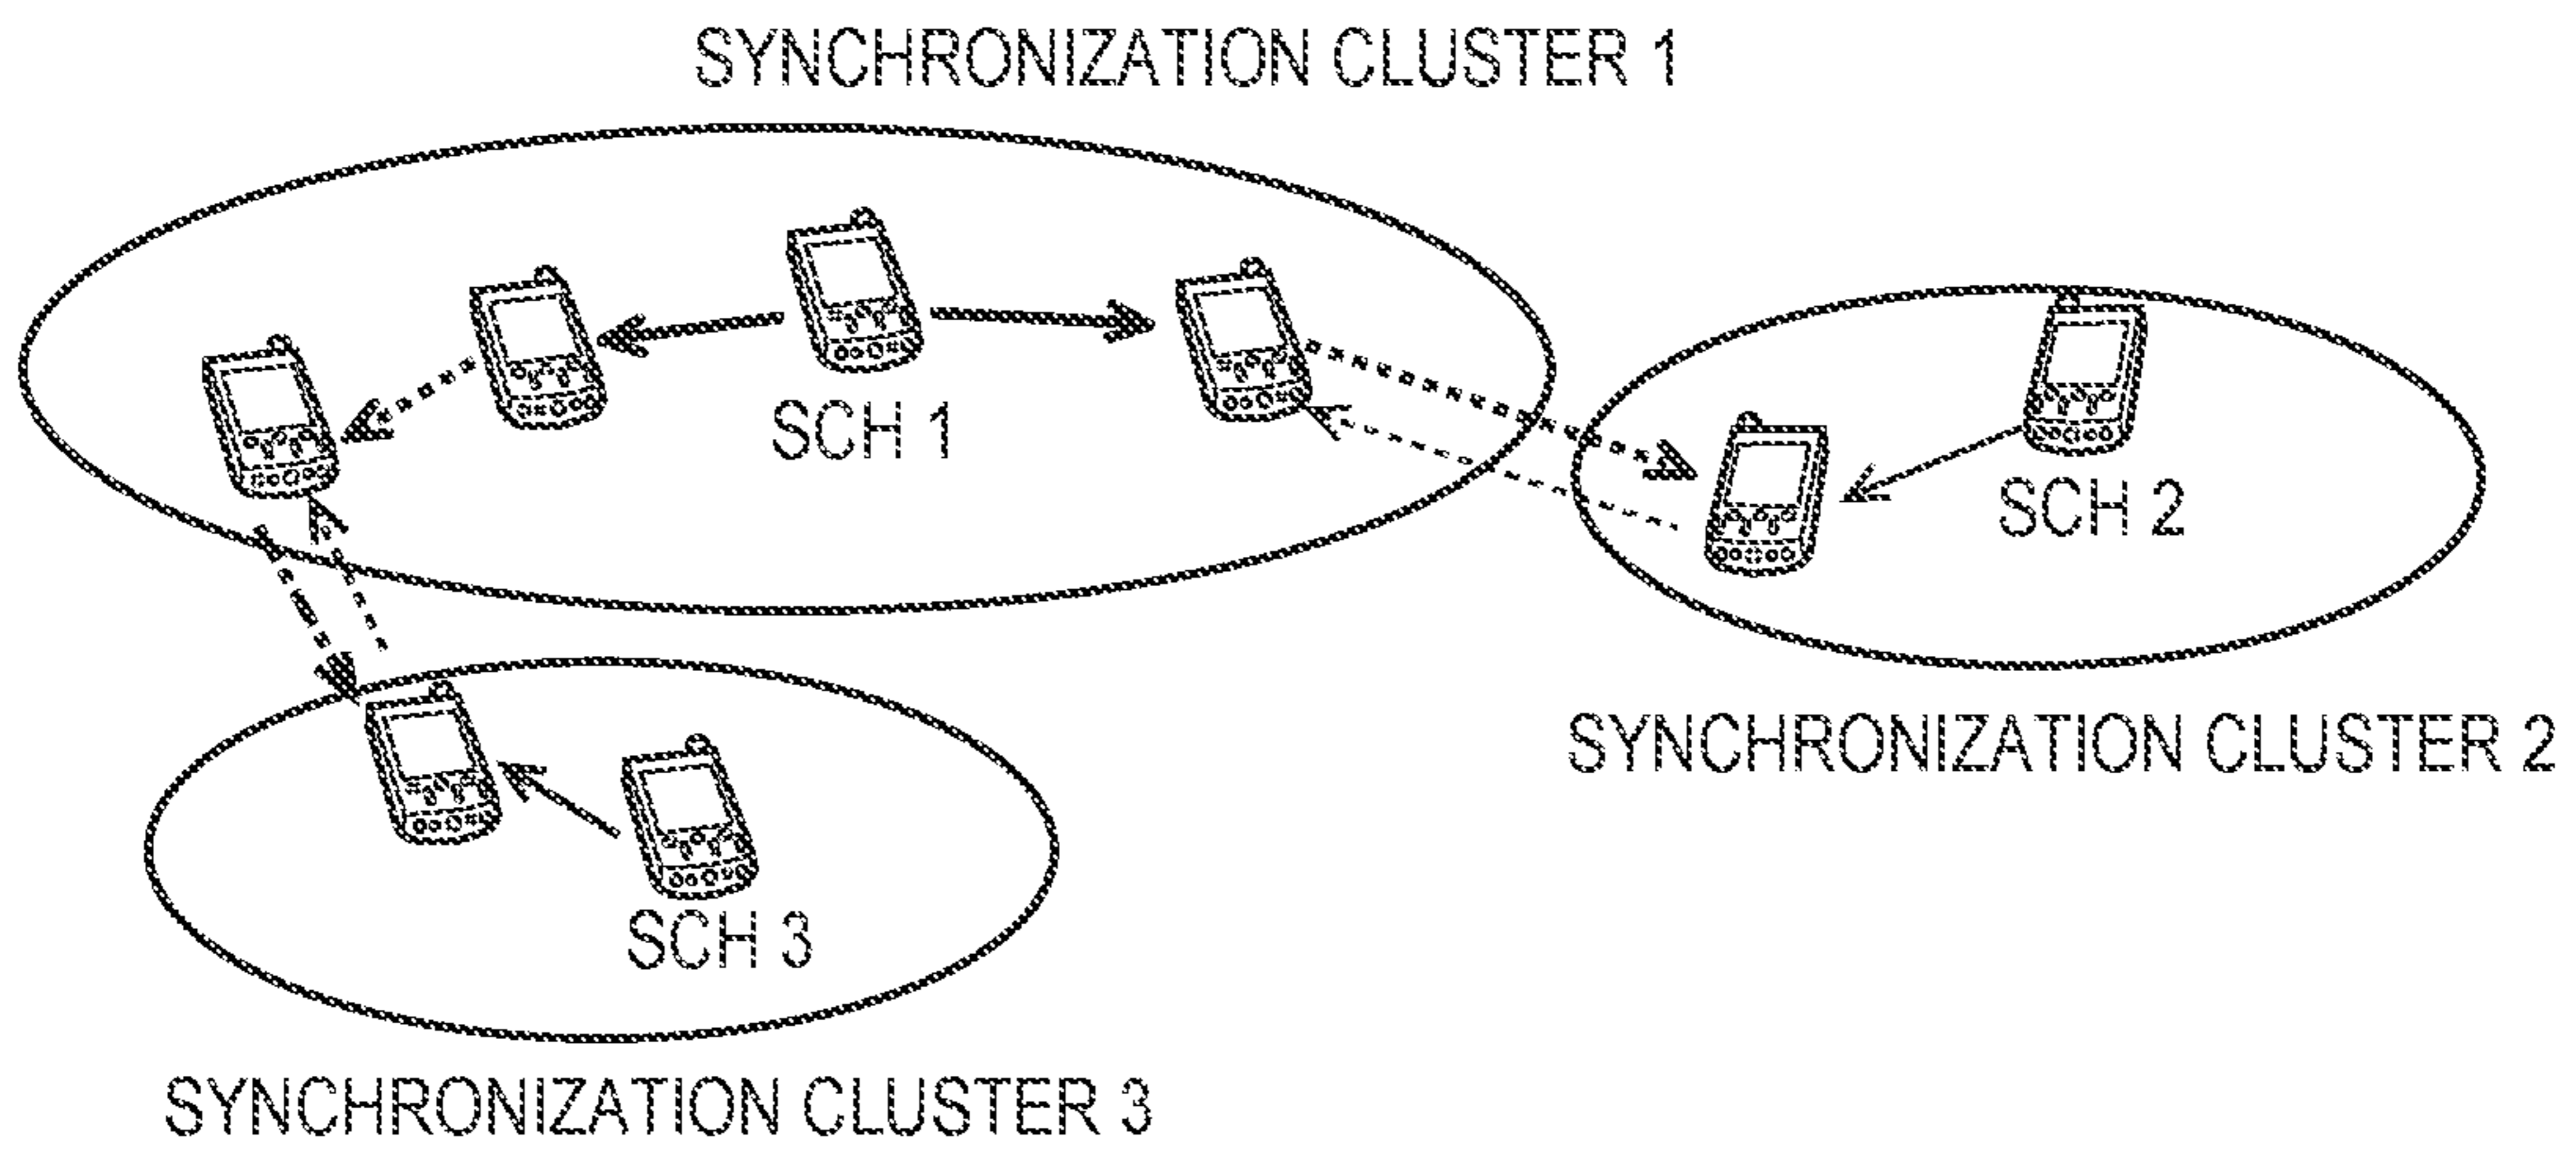 SYNCHRONIZATION CLUSTER 1
SCH 1
SCH 2
SYNCHRONIZATION CLUSTER 2
SCH 3
SYNCHRONIZATION CLUSTER 3